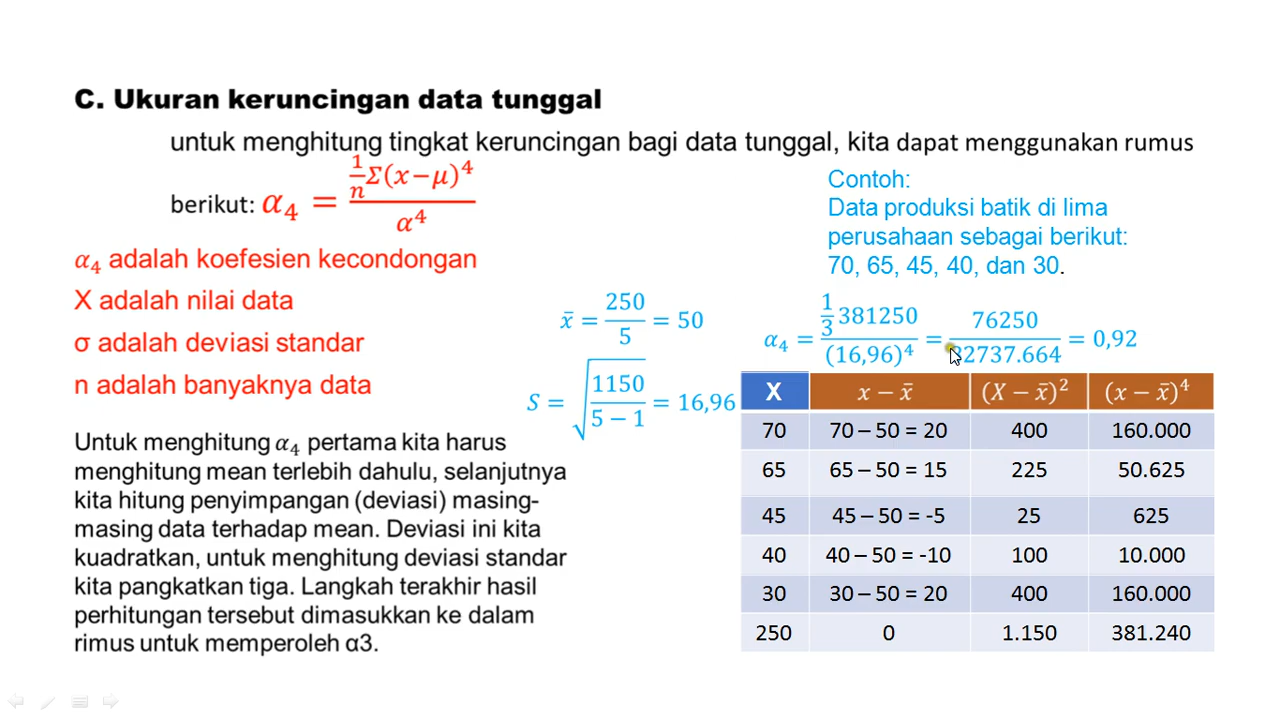 C. Ukuran keruncingan data tunggal
untuk menghitung tingkat keruncingan bagi data tunggal, kita dapat menggunakan rumus
berikut: α₄ = (1/n Σ(x−μ)⁴) / α⁴
α₄ adalah koefesien kecondongan
X adalah nilai data
σ adalah deviasi standar
n adalah banyaknya data
Untuk menghitung α₄ pertama kita harus
menghitung mean terlebih dahulu, selanjutnya
kita hitung penyimpangan (deviasi) masing-
masing data terhadap mean. Deviasi ini kita
kuadratkan, untuk menghitung deviasi standar
kita pangkatkan tiga. Langkah terakhir hasil
perhitungan tersebut dimasukkan ke dalam
rimus untuk memperoleh α3.
x̄ = 250/5 = 50
S = √(1150/(5−1)) = 16,96
Contoh:
Data produksi batik di lima
perusahaan sebagai berikut:
70, 65, 45, 40, dan 30.
α₄ = (1/3 381250) / (16,96)⁴ = 76250 / 82737.664 = 0,92
X x − x̄ (X − x̄)² (x − x̄)⁴
70 70 – 50 = 20 400 160.000
65 65 – 50 = 15 225 50.625
45 45 – 50 = -5 25 625
40 40 – 50 = -10 100 10.000
30 30 – 50 = 20 400 160.000
250 0 1.150 381.240